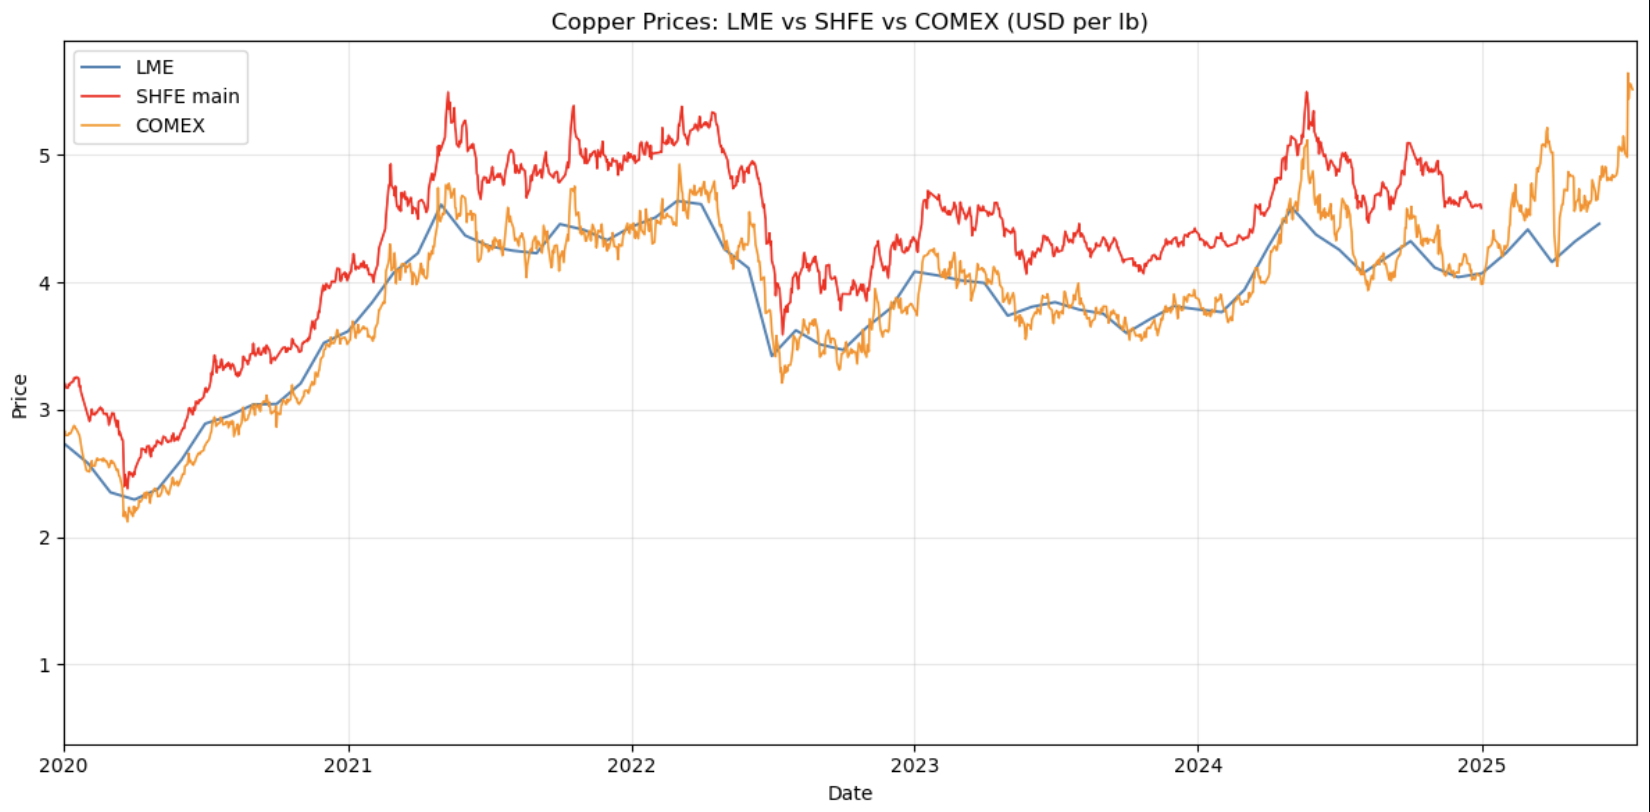 Copper Prices: LME vs SHFE vs COMEX (USD per lb)
LME
SHFE main
COMEX
Price
5
4
3
2
1
2020 2021 2022 2023 2024 2025
Date